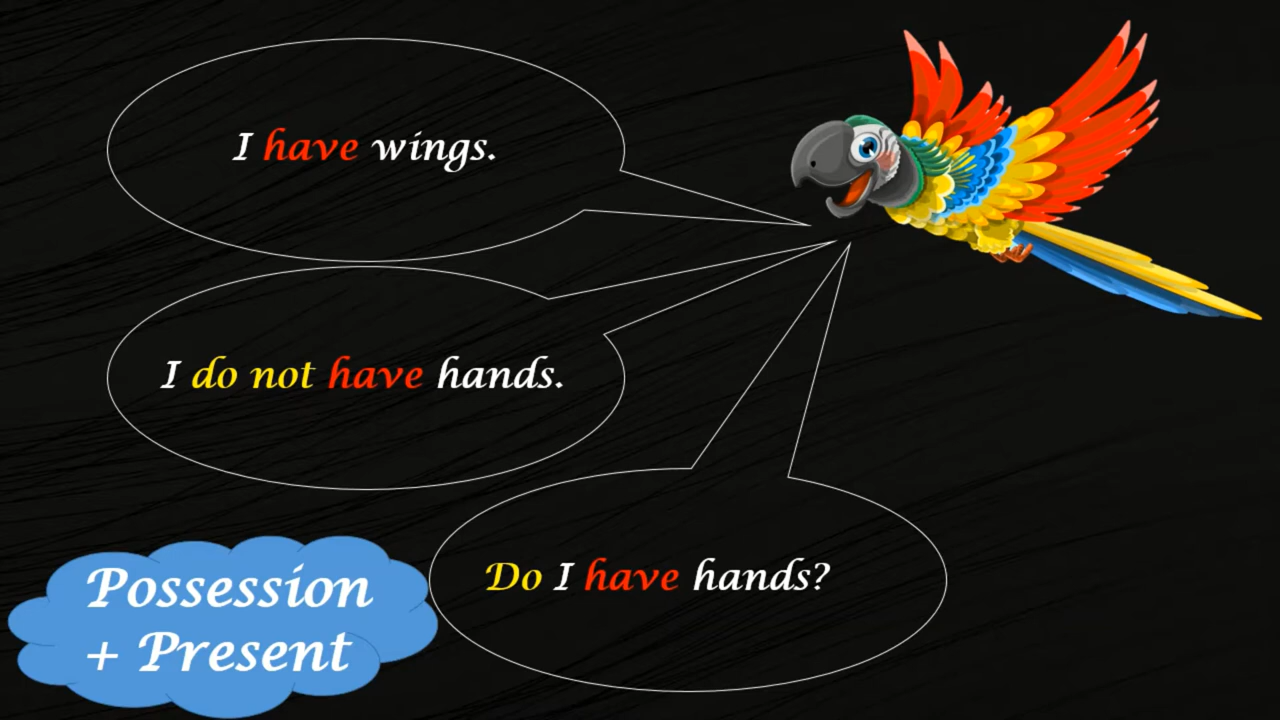 I have wings.
I do not have hands.
Do I have hands?
Possession
+ Present